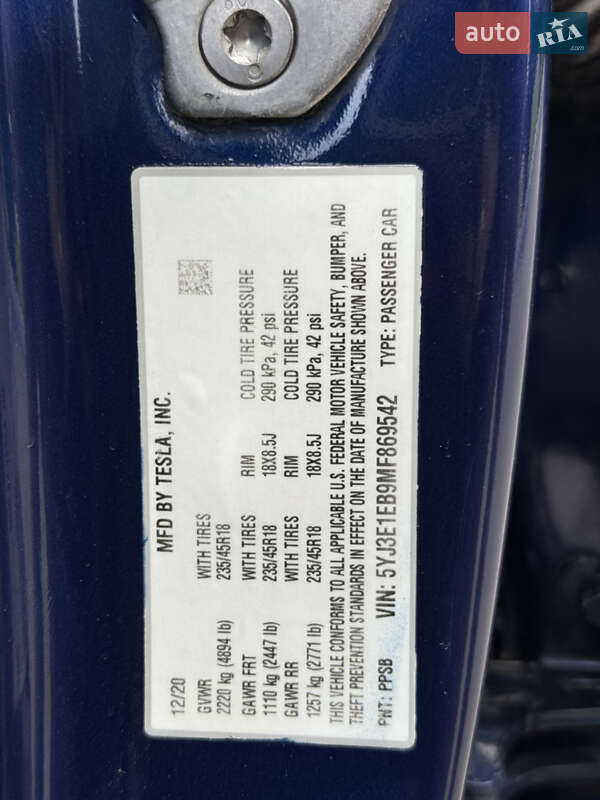 auto RIA.com
MFD BY TESLA, INC.
12/20
GVWR WITH TIRES
2220 kg (4894 lb) 235/45R18
GAWR FRT WITH TIRES RIM COLD TIRE PRESSURE
1110 kg (2447 lb) 235/45R18 18X8.5J 290 kPa, 42 psi
GAWR RR WITH TIRES RIM COLD TIRE PRESSURE
1257 kg (2771 lb) 235/45R18 18X8.5J 290 kPa, 42 psi
THIS VEHICLE CONFORMS TO ALL APPLICABLE U.S. FEDERAL MOTOR VEHICLE SAFETY, BUMPER, AND
THEFT PREVENTION STANDARDS IN EFFECT ON THE DATE OF MANUFACTURE SHOWN ABOVE.
PNT: PPSB VIN: 5YJ3E1EB9MF869542 TYPE: PASSENGER CAR